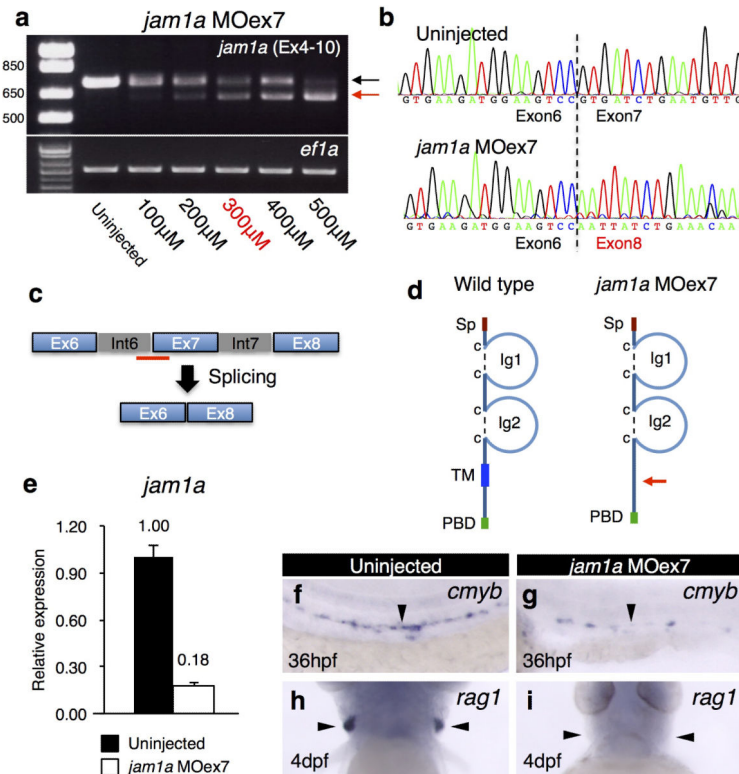 a
jam1a MOex7
jam1a (Ex4-10)
850
650
500
ef1a
Uninjected
100µM
200µM
300µM
400µM
500µM
b
Uninjected
GTGAAGATGGAAGTCCGTGATCTGAATGTTG
Exon6 Exon7
jam1a MOex7
GTGAAGATGGAAGTCCAATTATCTGAAACAA
Exon6 Exon8
c
Ex6 Int6 Ex7 Int7 Ex8
Splicing
Ex6 Ex8
d
Wild type jam1a MOex7
Sp Sp
c c
Ig1 Ig1
c c
c c
Ig2 Ig2
c c
TM
PBD PBD
e
jam1a
Relative expression
1.20
0.90
0.60
0.30
0.00
1.00
0.18
Uninjected
jam1a MOex7
Uninjected jam1a MOex7
f cmyb
36hpf
g cmyb
36hpf
h rag1
4dpf
i rag1
4dpf